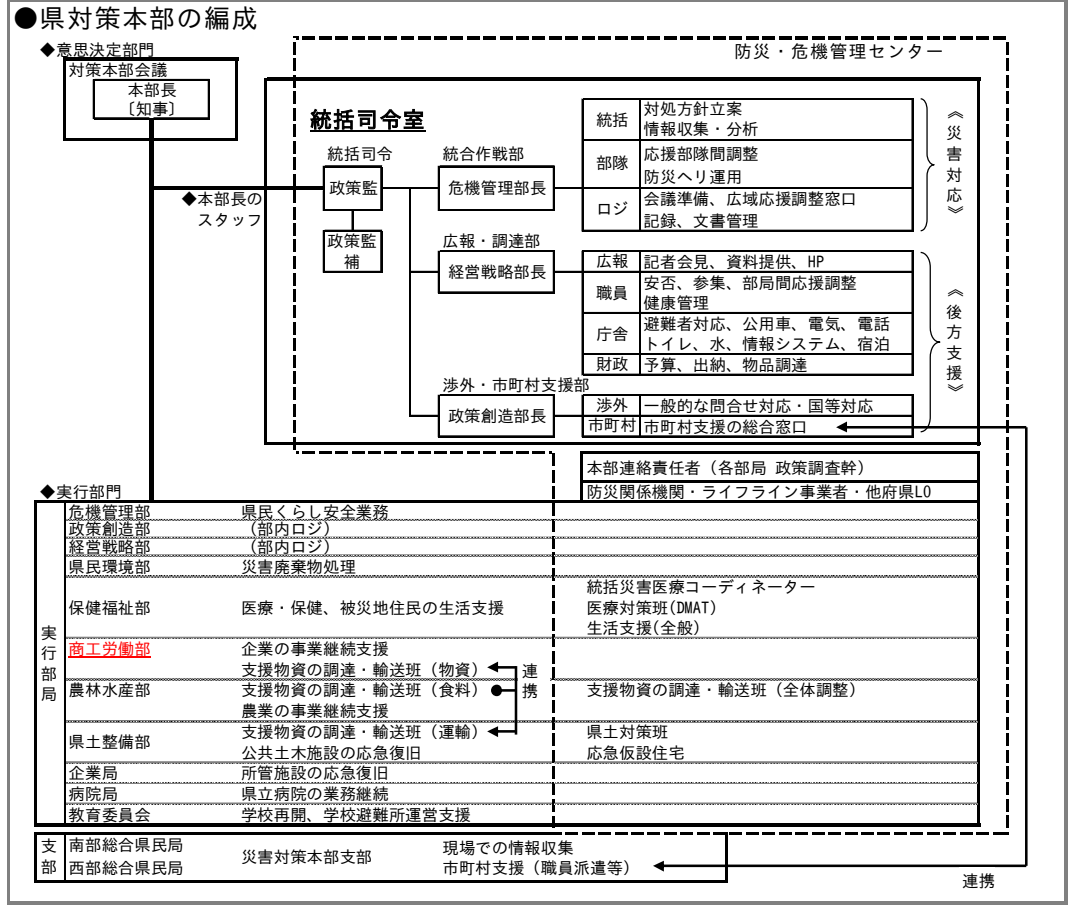 ●県対策本部の編成
◆意思決定部門
防災・危機管理センター
対策本部会議
本部長
〔知事〕
統括司令室
統括司令
政策監
政策監
補
◆本部長の
スタッフ
統合作戦部
危機管理部長
統括
対処方針立案
情報収集・分析
部隊
応援部隊間調整
防災ヘリ運用
ロジ
会議準備、広域応援調整窓口
記録、文書管理
《災害対応》
広報・調達部
経営戦略部長
広報
記者会見、資料提供、HP
職員
安否、参集、部局間応援調整
健康管理
庁舎
避難者対応、公用車、電気、電話
トイレ、水、情報システム、宿泊
財政
予算、出納、物品調達
《後方支援》
渉外・市町村支援部
政策創造部長
渉外
一般的な問合せ対応・国等対応
市町村
市町村支援の総合窓口
本部連絡責任者（各部局 政策調査幹）
防災関係機関・ライフライン事業者・他府県LO
◆実行部門
実行部局
危機管理部 県民くらし安全業務
政策創造部 （部内ロジ）
経営戦略部 （部内ロジ）
県民環境部 災害廃棄物処理
保健福祉部 医療・保健、被災地住民の生活支援
統括災害医療コーディネーター
医療対策班(DMAT)
生活支援(全般)
商工労働部 企業の事業継続支援
支援物資の調達・輸送班（物資）
連携
農林水産部 支援物資の調達・輸送班（食料） 支援物資の調達・輸送班（全体調整）
農業の事業継続支援
県土整備部 支援物資の調達・輸送班（運輸） 県土対策班
公共土木施設の応急復旧 応急仮設住宅
企業局 所管施設の応急復旧
病院局 県立病院の業務継続
教育委員会 学校再開、学校避難所運営支援
支部
南部総合県民局
西部総合県民局
災害対策本部支部
現場での情報収集
市町村支援（職員派遣等）
連携